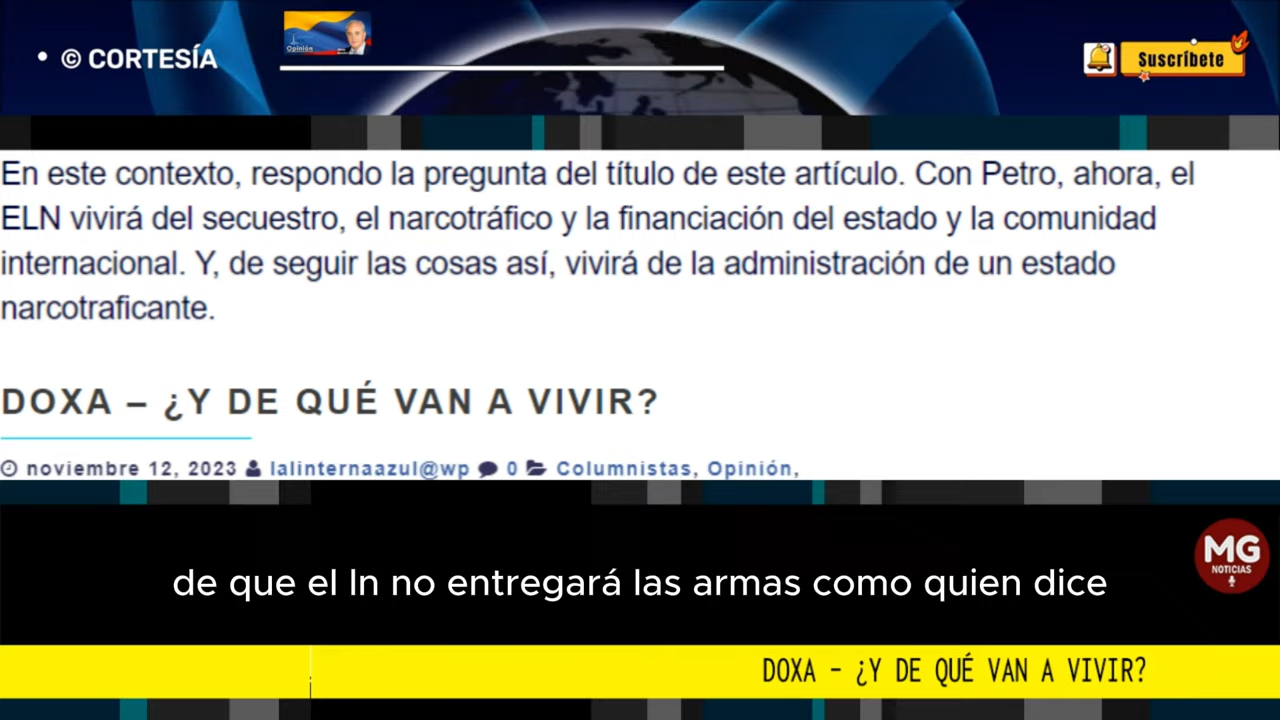 • © CORTESÍA
Opinión
Suscríbete
En este contexto, respondo la pregunta del título de este artículo. Con Petro, ahora, el
ELN vivirá del secuestro, el narcotráfico y la financiación del estado y la comunidad
internacional. Y, de seguir las cosas así, vivirá de la administración de un estado
narcotraficante.
DOXA – ¿Y DE QUÉ VAN A VIVIR?
noviembre 12, 2023 lalinternaazul@wp 0 Columnistas, Opinión,
MG
NOTICIAS
de que el ln no entregará las armas como quien dice
DOXA - ¿Y DE QUÉ VAN A VIVIR?